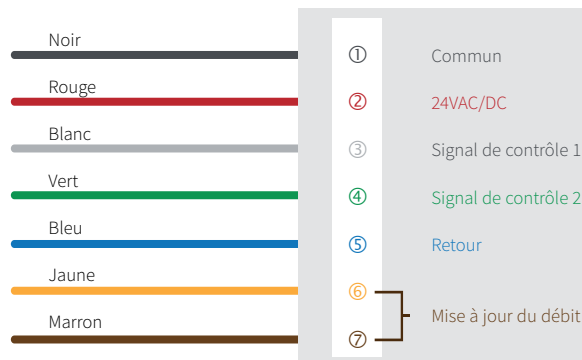 Noir ① Commun
Rouge ② 24VAC/DC
Blanc ③ Signal de contrôle 1
Vert ④ Signal de contrôle 2
Bleu ⑤ Retour
Jaune ⑥
Mise à jour du débit
Marron ⑦